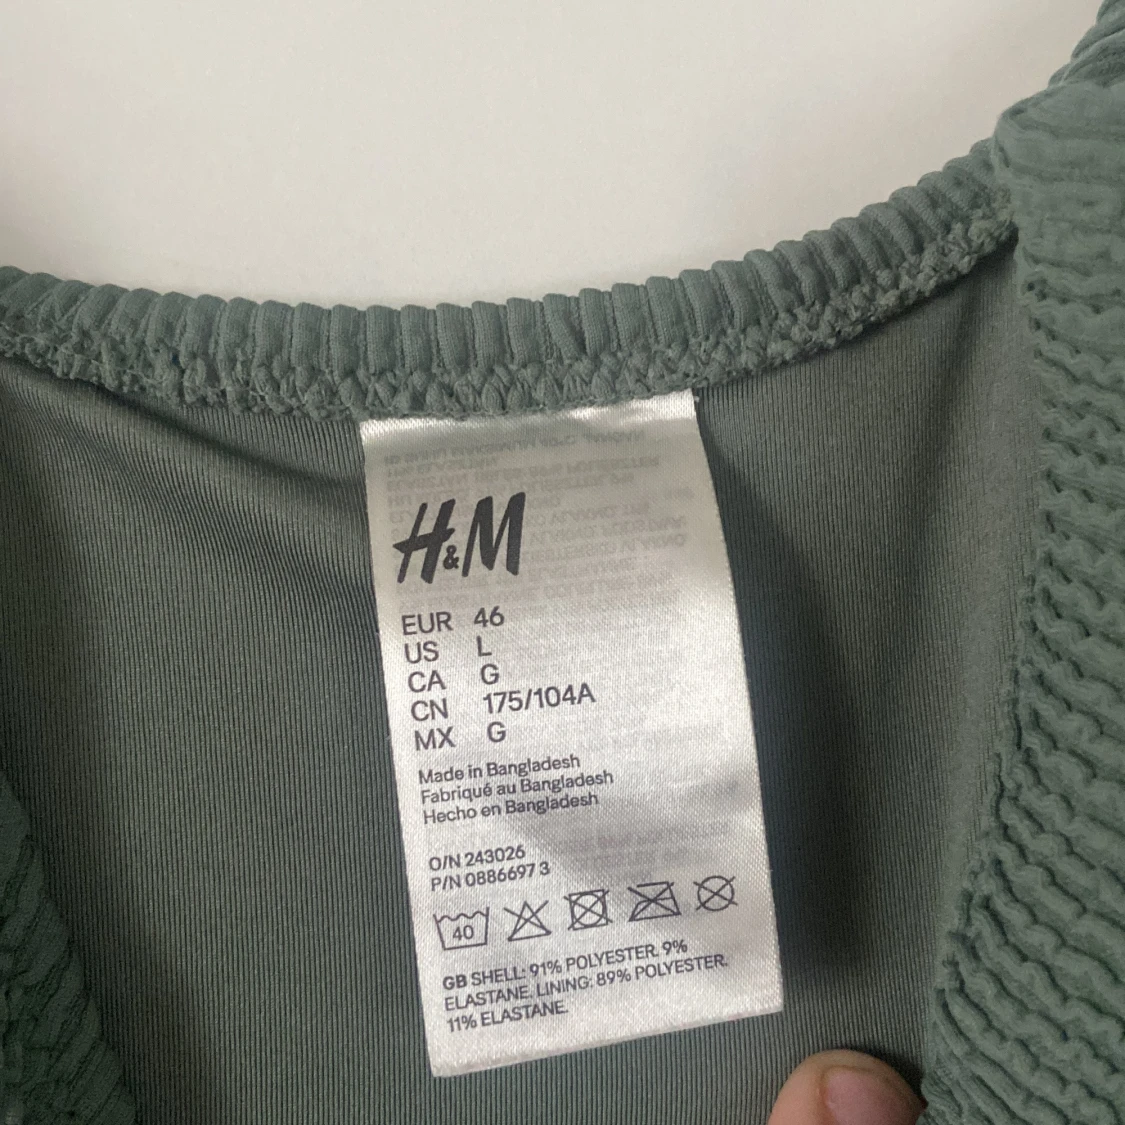 H&M
EUR 46
US L
CA G
CN 175/104A
MX G
Made in Bangladesh
Fabriqué au Bangladesh
Hecho en Bangladesh
O/N 243026
P/N 0886697 3
40
GB SHELL: 91% POLYESTER. 9%
ELASTANE. LINING: 89% POLYESTER.
11% ELASTANE.